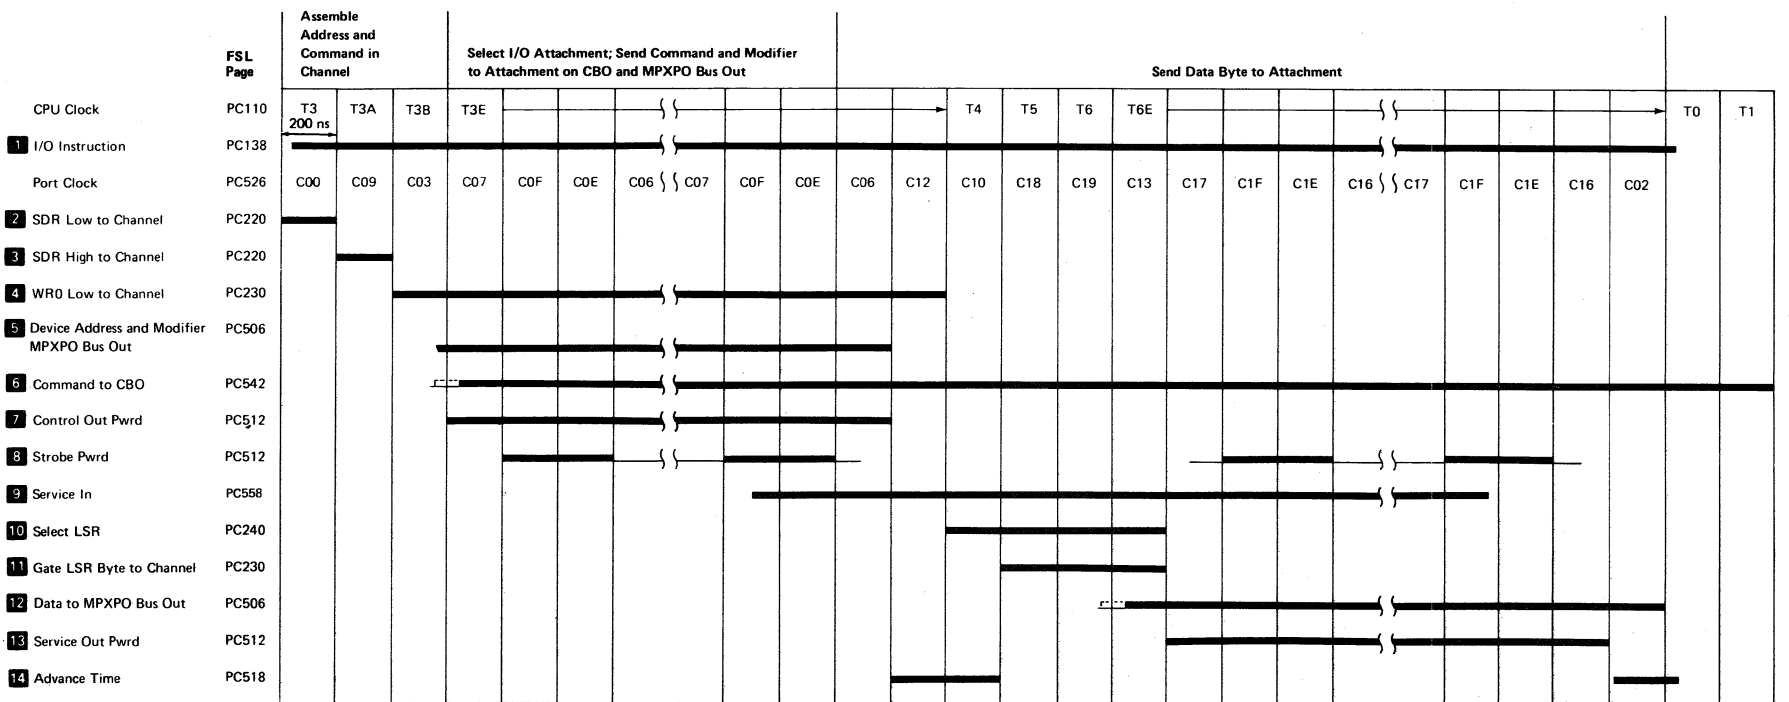 Assemble
Address and
Command in
Channel
FSL
Page
Select I/O Attachment; Send Command and Modifier
to Attachment on CBO and MPXPO Bus Out
Send Data Byte to Attachment
CPU Clock PC110 T3 T3A T3B T3E T4 T5 T6 T6E T0 T1
200 ns
1 I/O Instruction PC138
Port Clock PC526 C00 C09 C03 C07 C0F C0E C06 C07 C0F C0E C06 C12 C10 C18 C19 C13 C17 C1F C1E C16 C17 C1F C1E C16 C02
2 SDR Low to Channel PC220
3 SDR High to Channel PC220
4 WR0 Low to Channel PC230
5 Device Address and Modifier PC506
MPXPO Bus Out
6 Command to CBO PC542
7 Control Out Pwrd PC512
8 Strobe Pwrd PC512
9 Service In PC558
10 Select LSR PC240
11 Gate LSR Byte to Channel PC230
12 Data to MPXPO Bus Out PC506
13 Service Out Pwrd PC512
14 Advance Time PC518